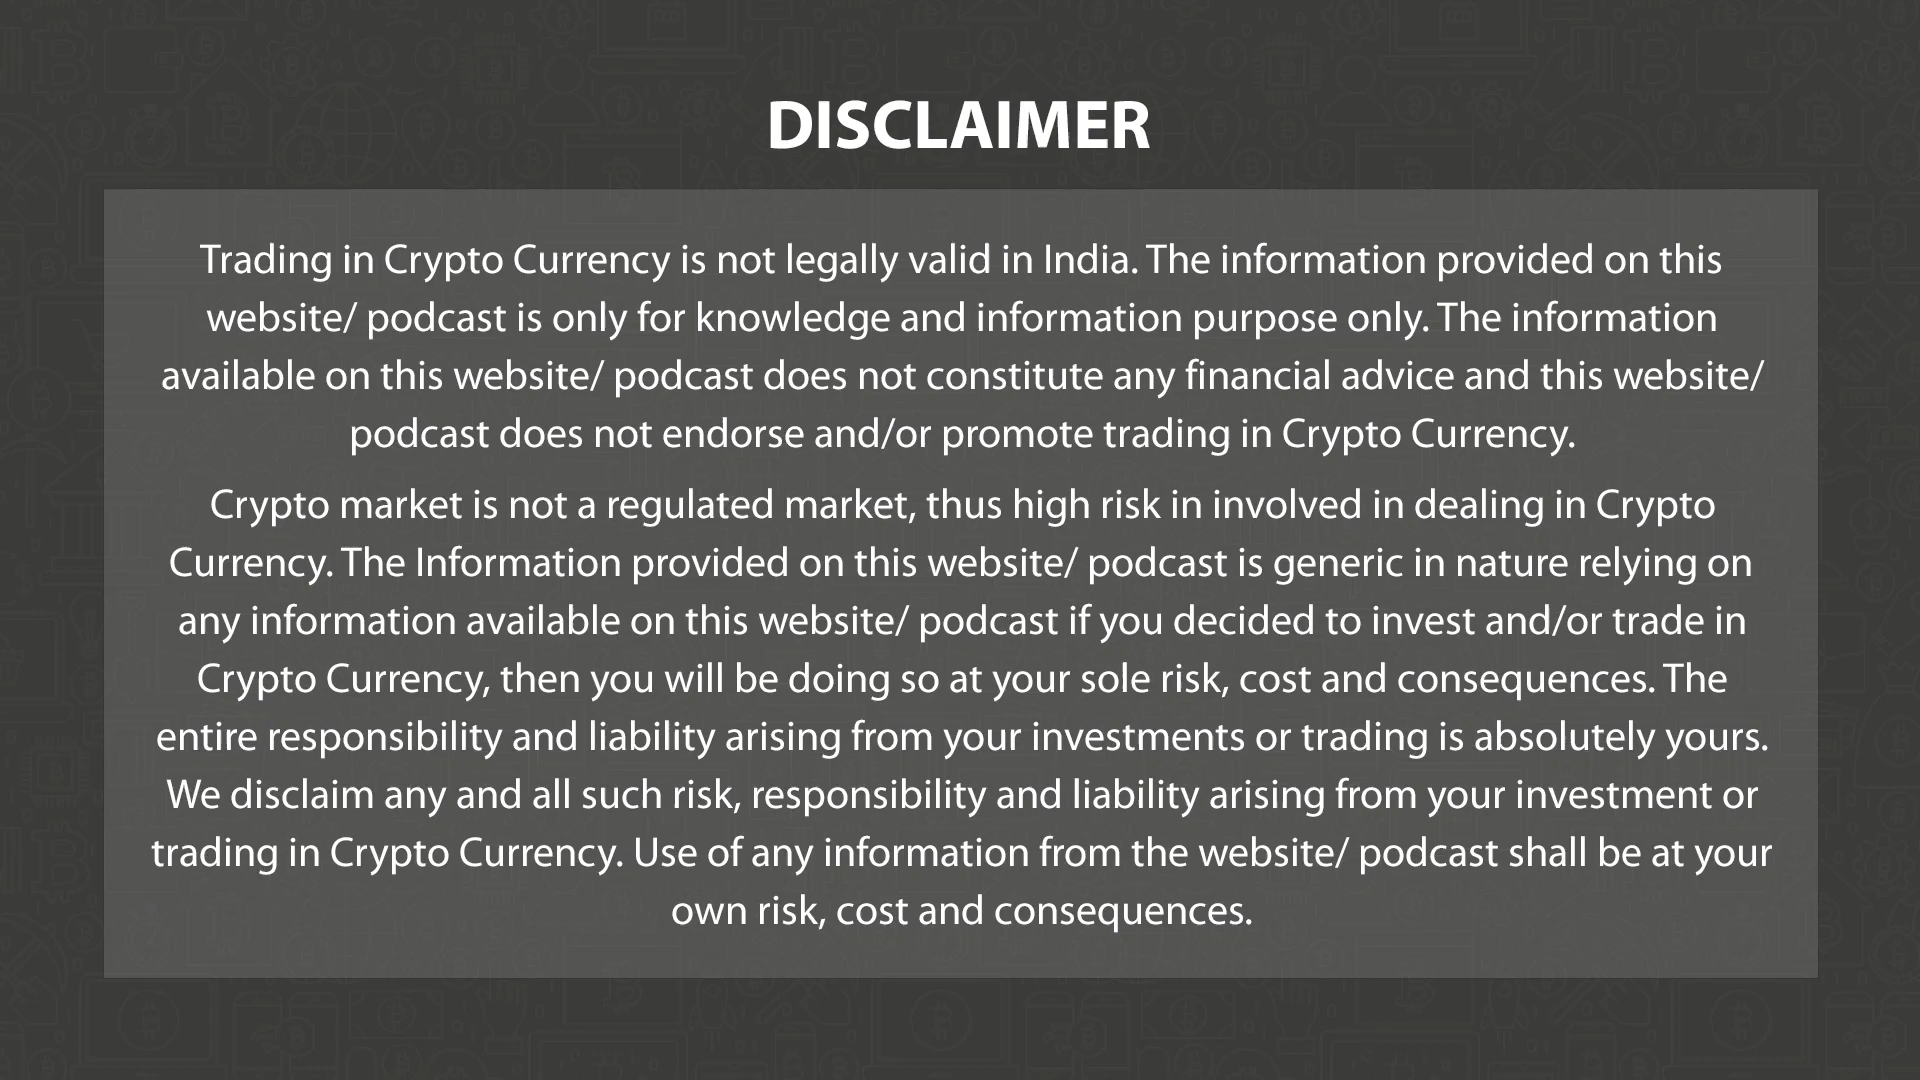 DISCLAIMER
Trading in Crypto Currency is not legally valid in India. The information provided on this
website/ podcast is only for knowledge and information purpose only. The information
available on this website/ podcast does not constitute any financial advice and this website/
podcast does not endorse and/or promote trading in Crypto Currency.
Crypto market is not a regulated market, thus high risk in involved in dealing in Crypto
Currency. The Information provided on this website/ podcast is generic in nature relying on
any information available on this website/ podcast if you decided to invest and/or trade in
Crypto Currency, then you will be doing so at your sole risk, cost and consequences. The
entire responsibility and liability arising from your investments or trading is absolutely yours.
We disclaim any and all such risk, responsibility and liability arising from your investment or
trading in Crypto Currency. Use of any information from the website/ podcast shall be at your
own risk, cost and consequences.